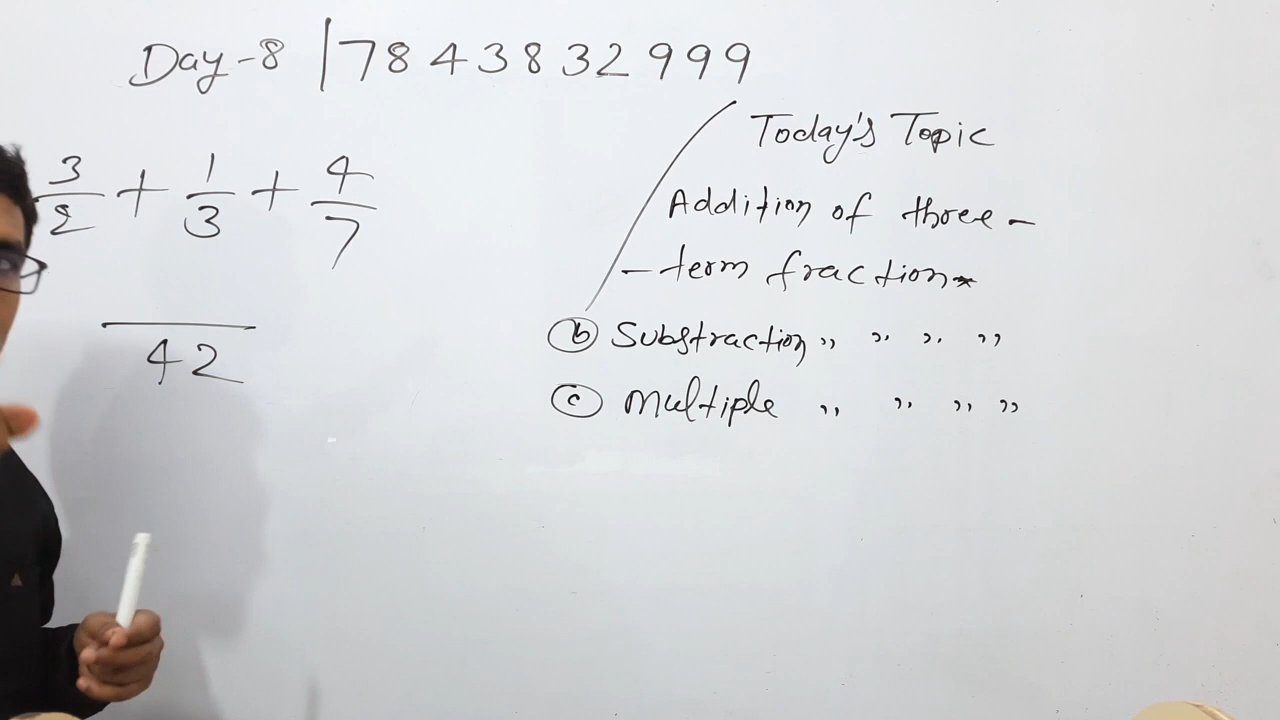 Day-8 | 7843832999
3/2 + 1/3 + 4/7
42
Today's Topic
Addition of three -
- term fraction
(b) Substraction ,, ,, ,, ,,
(c) multiple ,, ,, ,, ,,